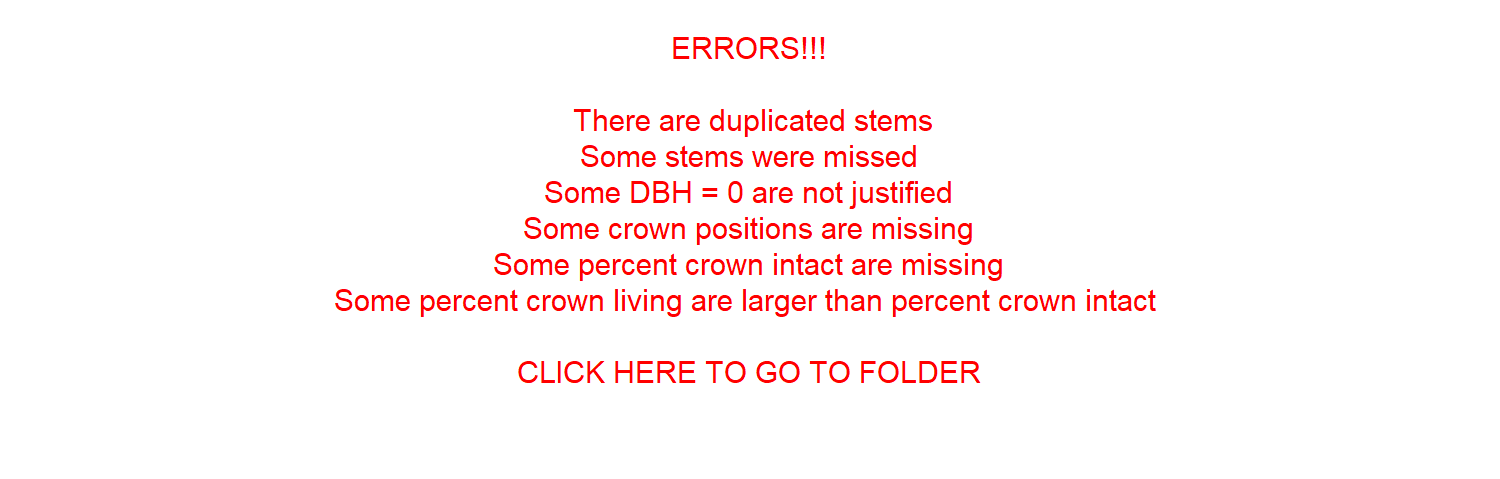 ERRORS!!!
There are duplicated stems
Some stems were missed
Some DBH = 0 are not justified
Some crown positions are missing
Some percent crown intact are missing
Some percent crown living are larger than percent crown intact
CLICK HERE TO GO TO FOLDER